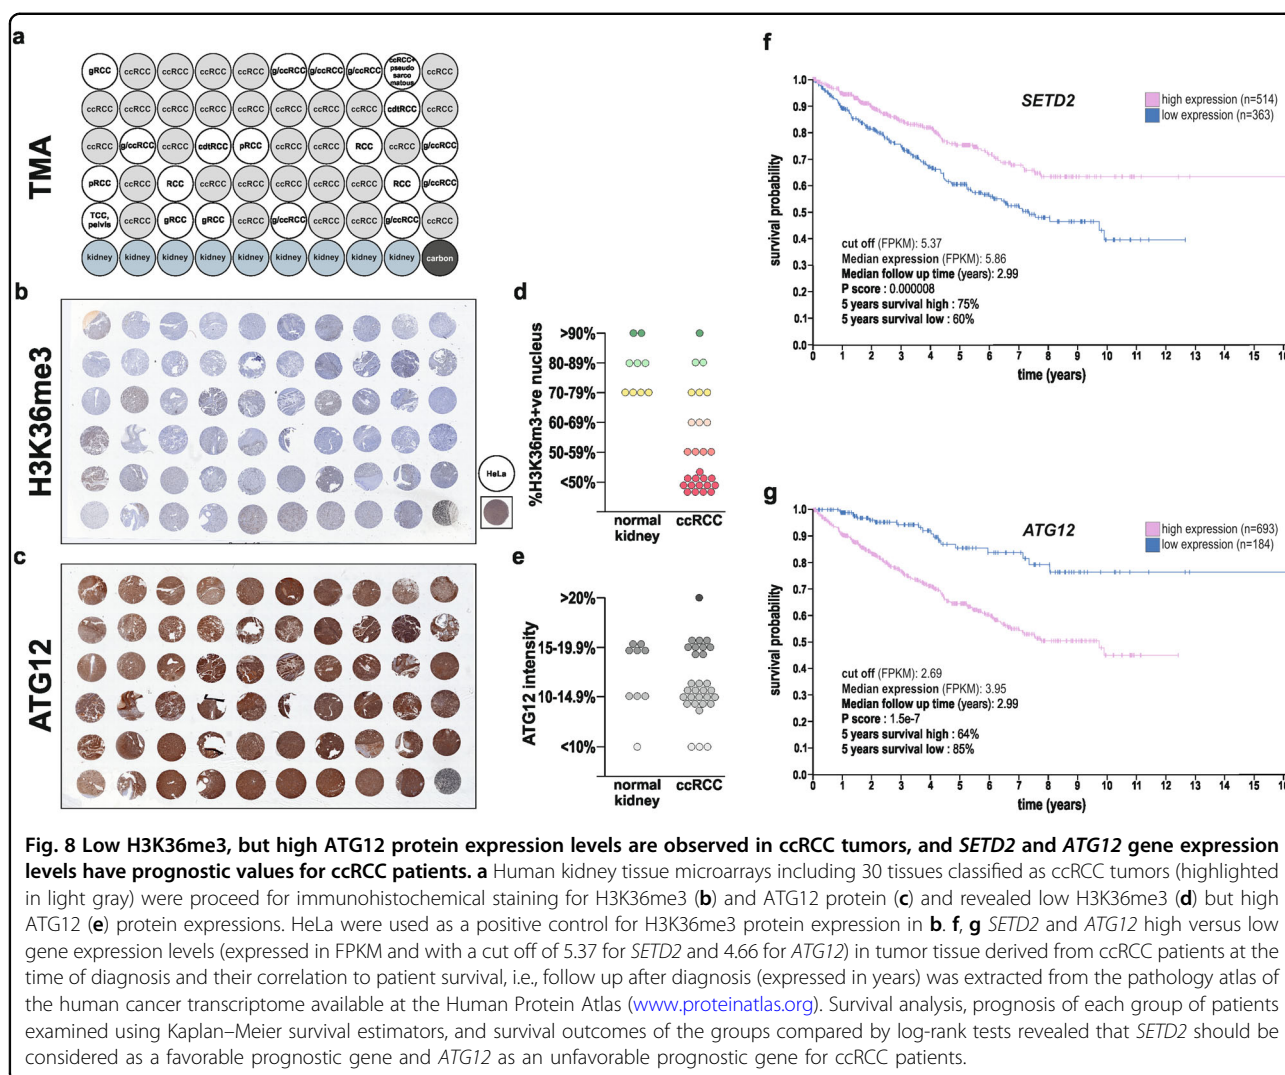 a
TMA
gRCC ccRCC ccRCC ccRCC ccRCC g/ccRCC g/ccRCC g/ccRCC ccRCC+ pseudo sarco matous ccRCC
ccRCC ccRCC ccRCC ccRCC ccRCC ccRCC ccRCC ccRCC cdtRCC ccRCC
ccRCC g/ccRCC ccRCC cdtRCC pRCC ccRCC ccRCC RCC ccRCC g/ccRCC
pRCC ccRCC RCC ccRCC ccRCC ccRCC ccRCC ccRCC RCC g/ccRCC
TCC, pelvis ccRCC gRCC gRCC ccRCC g/ccRCC ccRCC ccRCC g/ccRCC ccRCC
kidney kidney kidney kidney kidney kidney kidney kidney kidney carbon
b
H3K36me3
HeLa
c
ATG12
d
%H3K36m3+ve nucleus
>90%
80-89%
70-79%
60-69%
50-59%
<50%
normal kidney
ccRCC
e
ATG12 intensity
>20%
15-19.9%
10-14.9%
<10%
normal kidney
ccRCC
f
SETD2
high expression (n=514)
low expression (n=363)
survival probability
1.0
0.9
0.8
0.7
0.6
0.5
0.4
0.3
0.2
0.1
0.0
cut off (FPKM): 5.37
Median expression (FPKM): 5.86
Median follow up time (years): 2.99
P score : 0.000008
5 years survival high : 75%
5 years survival low : 60%
0 1 2 3 4 5 6 7 8 9 10 11 12 13 14 15 16
time (years)
g
ATG12
high expression (n=693)
low expression (n=184)
survival probability
1.0
0.9
0.8
0.7
0.6
0.5
0.4
0.3
0.2
0.1
0.0
cut off (FPKM): 2.69
Median expression (FPKM): 3.95
Median follow up time (years): 2.99
P score : 1.5e-7
5 years survival high : 64%
5 years survival low : 85%
0 1 2 3 4 5 6 7 8 9 10 11 12 13 14 15 16
time (years)
Fig. 8 Low H3K36me3, but high ATG12 protein expression levels are observed in ccRCC tumors, and SETD2 and ATG12 gene expression
levels have prognostic values for ccRCC patients. a Human kidney tissue microarrays including 30 tissues classified as ccRCC tumors (highlighted
in light gray) were proceed for immunohistochemical staining for H3K36me3 (b) and ATG12 protein (c) and revealed low H3K36me3 (d) but high
ATG12 (e) protein expressions. HeLa were used as a positive control for H3K36me3 protein expression in b. f, g SETD2 and ATG12 high versus low
gene expression levels (expressed in FPKM and with a cut off of 5.37 for SETD2 and 4.66 for ATG12) in tumor tissue derived from ccRCC patients at the
time of diagnosis and their correlation to patient survival, i.e., follow up after diagnosis (expressed in years) was extracted from the pathology atlas of
the human cancer transcriptome available at the Human Protein Atlas (www.proteinatlas.org). Survival analysis, prognosis of each group of patients
examined using Kaplan–Meier survival estimators, and survival outcomes of the groups compared by log-rank tests revealed that SETD2 should be
considered as a favorable prognostic gene and ATG12 as an unfavorable prognostic gene for ccRCC patients.